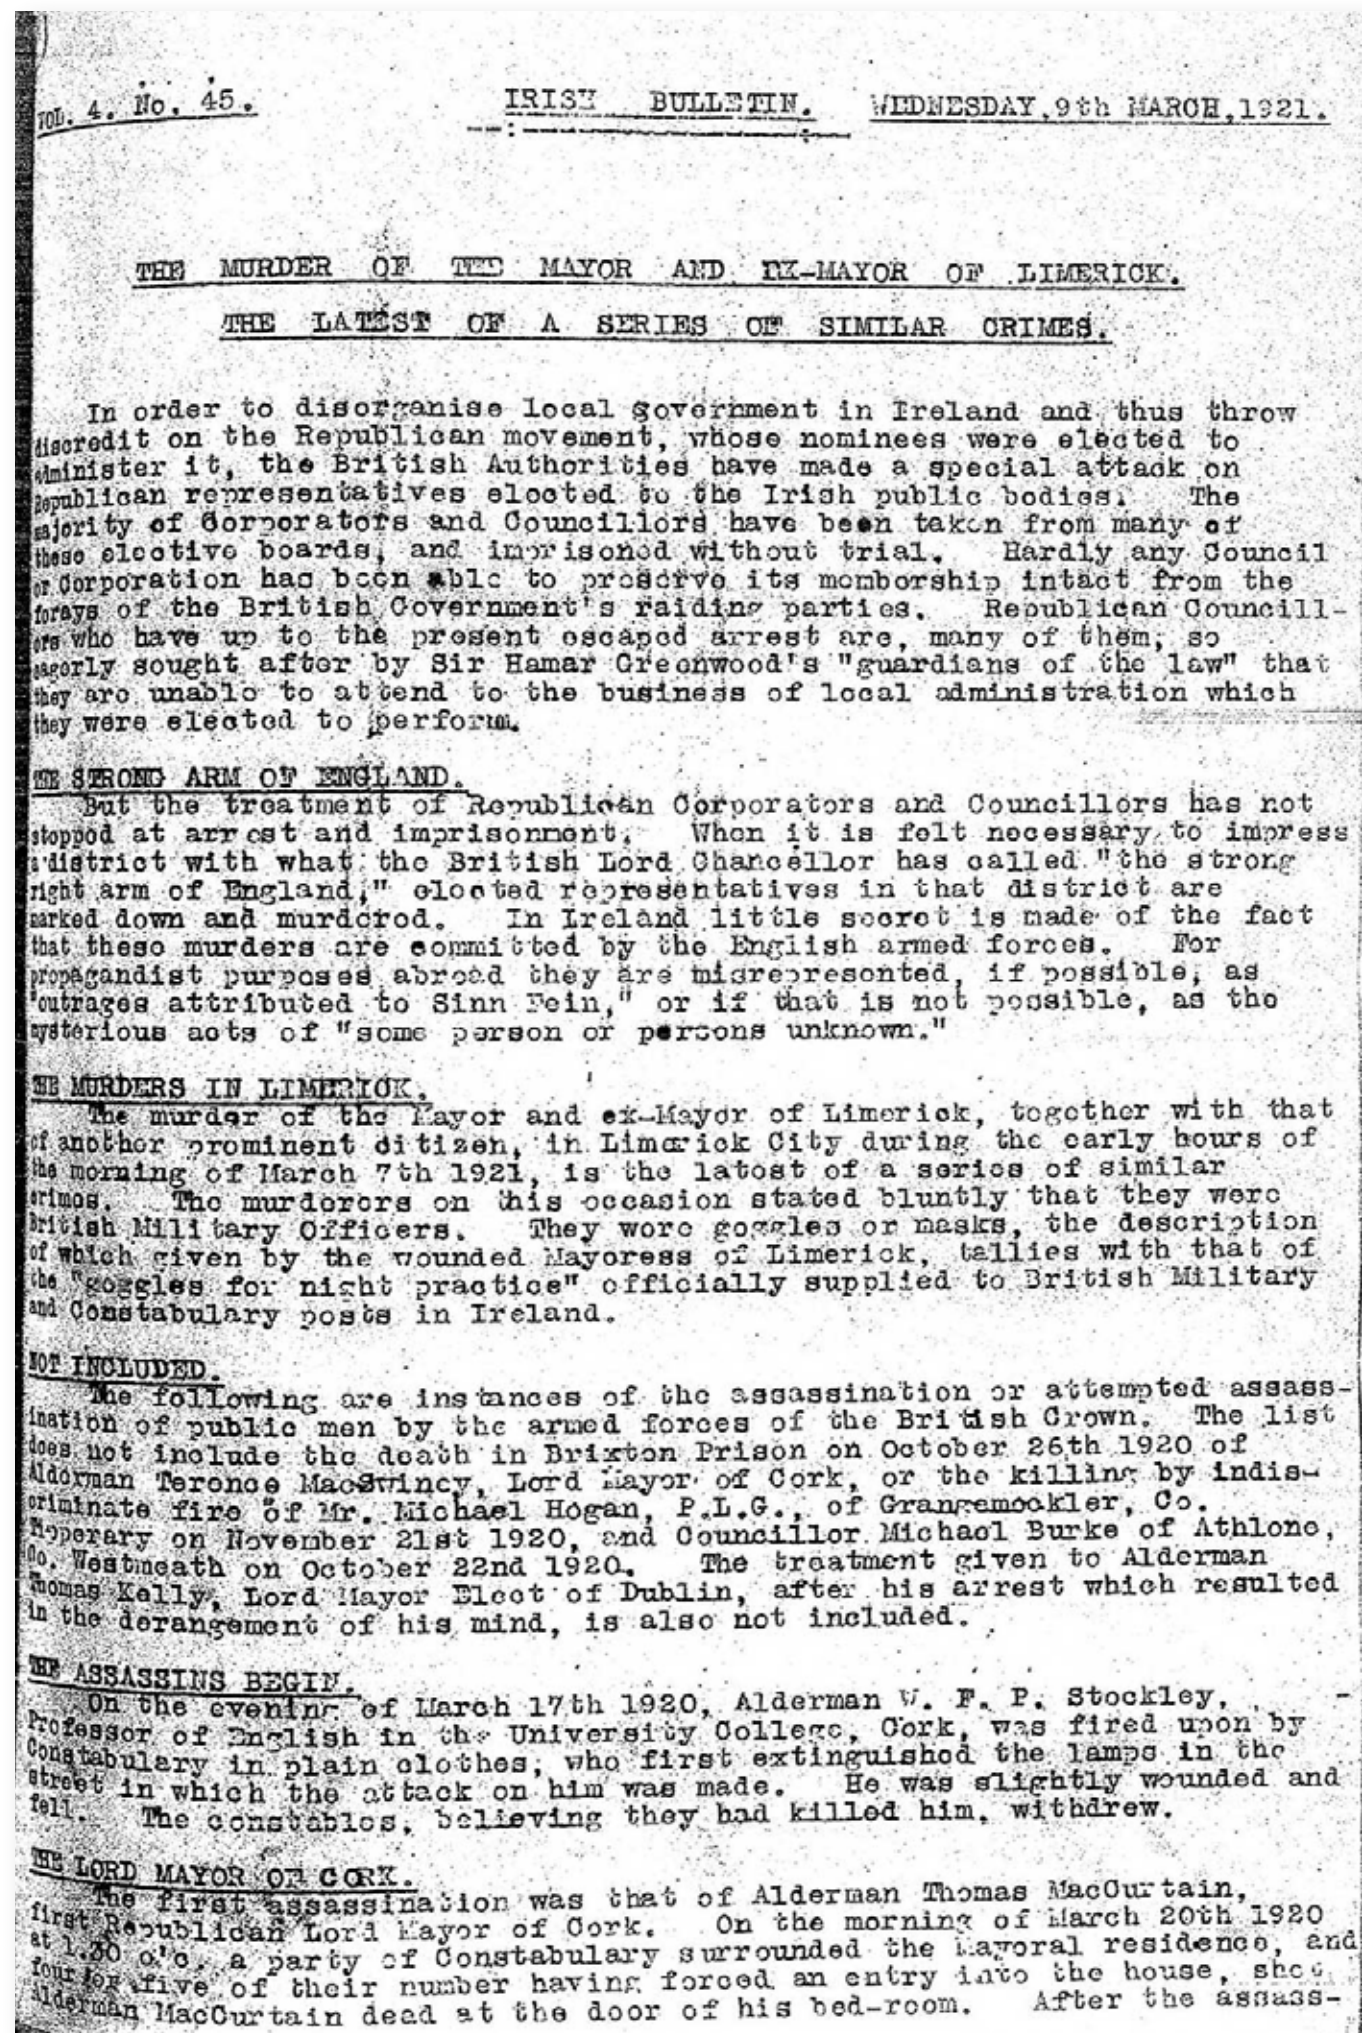 VOL. 4. No. 45. IRISH BULLETIN. WEDNESDAY, 9th MARCH, 1921.
THE MURDER OF THE MAYOR AND EX-MAYOR OF LIMERICK.
THE LATEST OF A SERIES OF SIMILAR CRIMES.
In order to disorganise local government in Ireland and thus throw
discredit on the Republican movement, whose nominees were elected to
administer it, the British Authorities have made a special attack on
Republican representatives elected to the Irish public bodies. The
majority of Corporators and Councillors have been taken from many of
these elective boards, and imprisoned without trial. Hardly any Council
or Corporation has been able to preserve its membership intact from the
forays of the British Government's raiding parties. Republican Councill-
ors who have up to the present escaped arrest are, many of them, so
eagerly sought after by Sir Hamar Greenwood's "guardians of the law" that
they are unable to attend to the business of local administration which
they were elected to perform.
THE STRONG ARM OF ENGLAND.
But the treatment of Republican Corporators and Councillors has not
stopped at arrest and imprisonment. When it is felt necessary to impress
a district with what the British Lord Chancellor has called "the strong
right arm of England," elected representatives in that district are
marked down and murdered. In Ireland little secret is made of the fact
that these murders are committed by the English armed forces. For
propagandist purposes abroad they are misrepresented, if possible, as
"outrages attributed to Sinn Fein," or if that is not possible, as the
mysterious acts of "some person or persons unknown."
THE MURDERS IN LIMERICK.
The murder of the Mayor and ex-Mayor of Limerick, together with that
of another prominent citizen, in Limerick City during the early hours of
the morning of March 7th 1921, is the latest of a series of similar
crimes. The murderers on this occasion stated bluntly that they were
British Military Officers. They wore goggles or masks, the description
of which given by the wounded Mayoress of Limerick, tallies with that of
the "goggles for night practice" officially supplied to British Military
and Constabulary posts in Ireland.
NOT INCLUDED.
The following are instances of the assassination or attempted assass-
ination of public men by the armed forces of the British Crown. The list
does not include the death in Brixton Prison on October 26th 1920 of
Alderman Terence MacSwiney, Lord Mayor of Cork, or the killing by indis-
criminate fire of Mr. Michael Hogan, P.L.G., of Grangemockler, Co.
Tipperary on November 21st 1920, and Councillor Michael Burke of Athlone,
Co. Westmeath on October 22nd 1920. The treatment given to Alderman
Thomas Kelly, Lord Mayor Elect of Dublin, after his arrest which resulted
in the derangement of his mind, is also not included.
THE ASSASSINS BEGIN.
On the evening of March 17th 1920, Alderman W. F. P. Stockley,
Professor of English in the University College, Cork, was fired upon by
Constabulary in plain clothes, who first extinguished the lamps in the
street in which the attack on him was made. He was slightly wounded and
fell. The constables, believing they had killed him, withdrew.
THE LORD MAYOR OF CORK.
The first assassination was that of Alderman Thomas MacCurtain,
first Republican Lord Mayor of Cork. On the morning of March 20th 1920
at 1.30 o'c. a party of Constabulary surrounded the Mayoral residence, and
four or five of their number having forced an entry into the house, shot
Alderman MacCurtain dead at the door of his bed-room. After the assass-